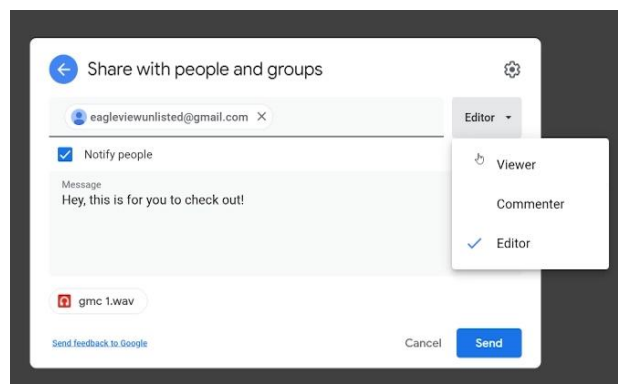 Share with people and groups
eagleviewunlisted@gmail.com
Editor
Notify people
Viewer
Message
Hey, this is for you to check out!
Commenter
Editor
gmc 1.wav
Send feedback to Google
Cancel
Send